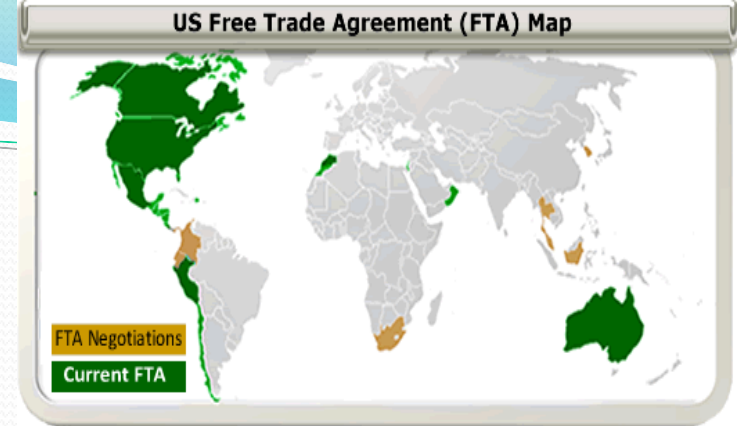 US Free Trade Agreement (FTA) Map
FTA Negotiations
Current FTA